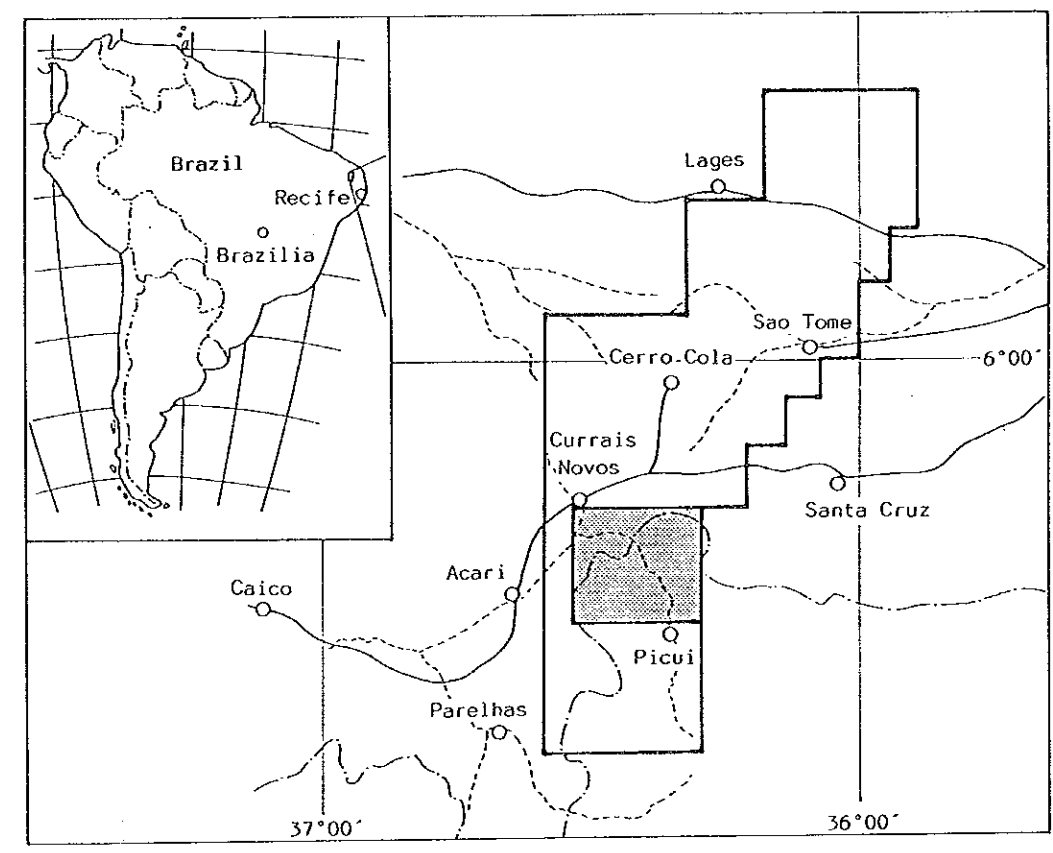 Brazil
Recife
Brazilia
Lages
Sao Tome
Cerro Cola
6°00′
Currais
Novos
Santa Cruz
Acari
Caico
Picui
Parelhas
37°00′
36°00′